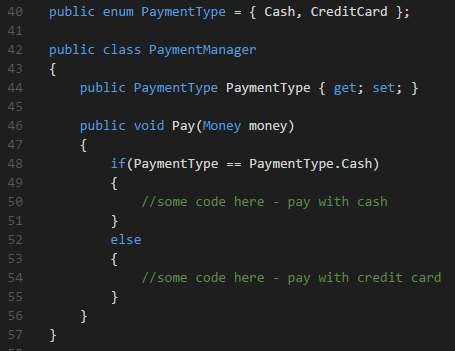 40 public enum PaymentType = { Cash, CreditCard };
41
42 public class PaymentManager
43 {
44     public PaymentType PaymentType { get; set; }
45
46     public void Pay(Money money)
47     {
48         if(PaymentType == PaymentType.Cash)
49         {
50             //some code here - pay with cash
51         }
52         else
53         {
54             //some code here - pay with credit card
55         }
56     }
57 }